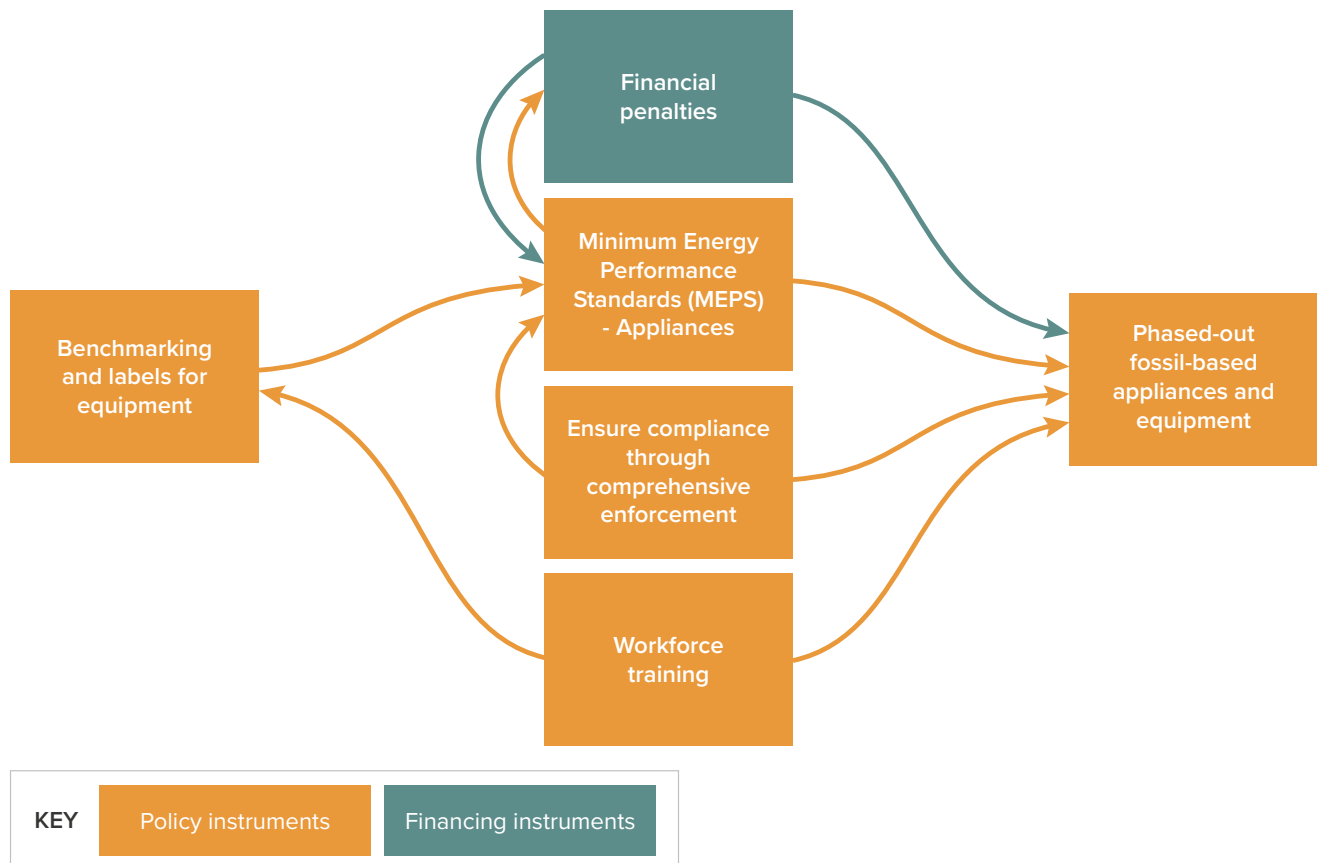 Financial
penalties
Minimum Energy
Performance
Standards (MEPS)
- Appliances
Benchmarking
and labels for
equipment
Phased-out
fossil-based
appliances and
equipment
Ensure compliance
through
comprehensive
enforcement
Workforce
training
KEY
Policy instruments
Financing instruments